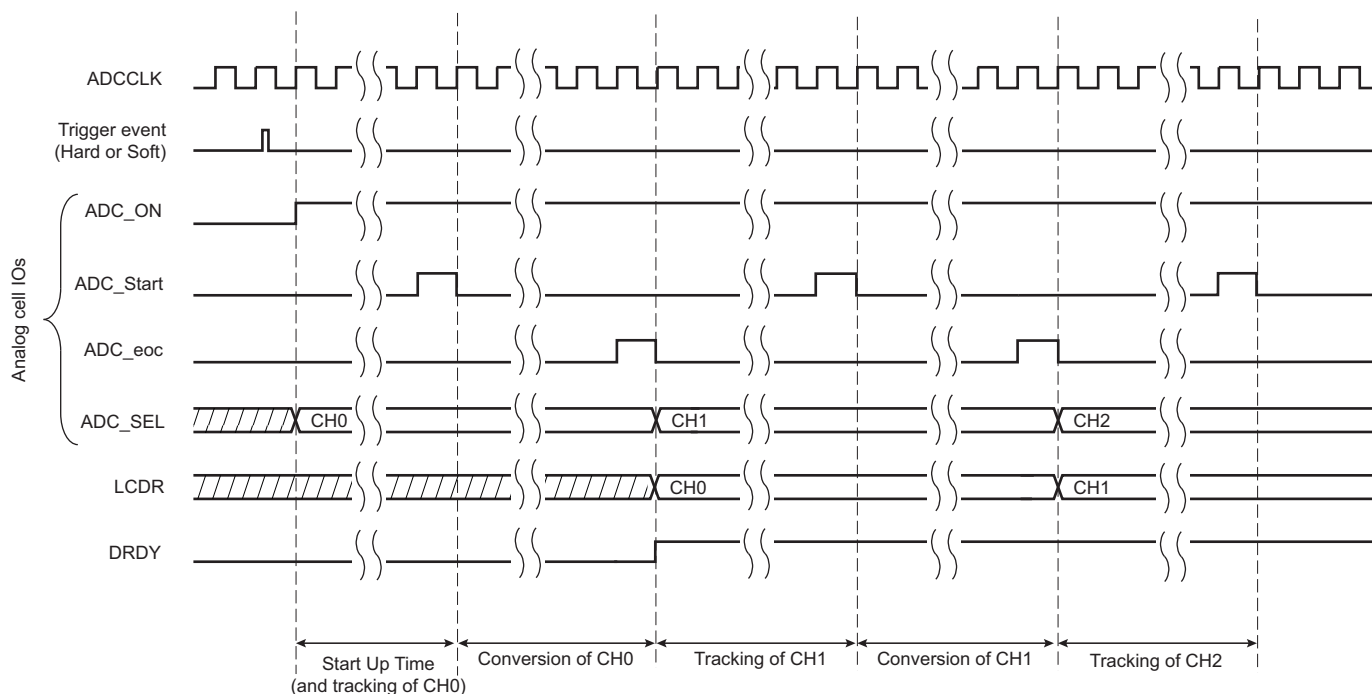 ADCCLK
Trigger event
(Hard or Soft)
ADC_ON
ADC_Start
ADC_eoc
Analog cell IOs
ADC_SEL CH0 CH1 CH2
LCDR CH0 CH1
DRDY
Start Up Time
(and tracking of CH0)
Conversion of CH0
Tracking of CH1
Conversion of CH1
Tracking of CH2